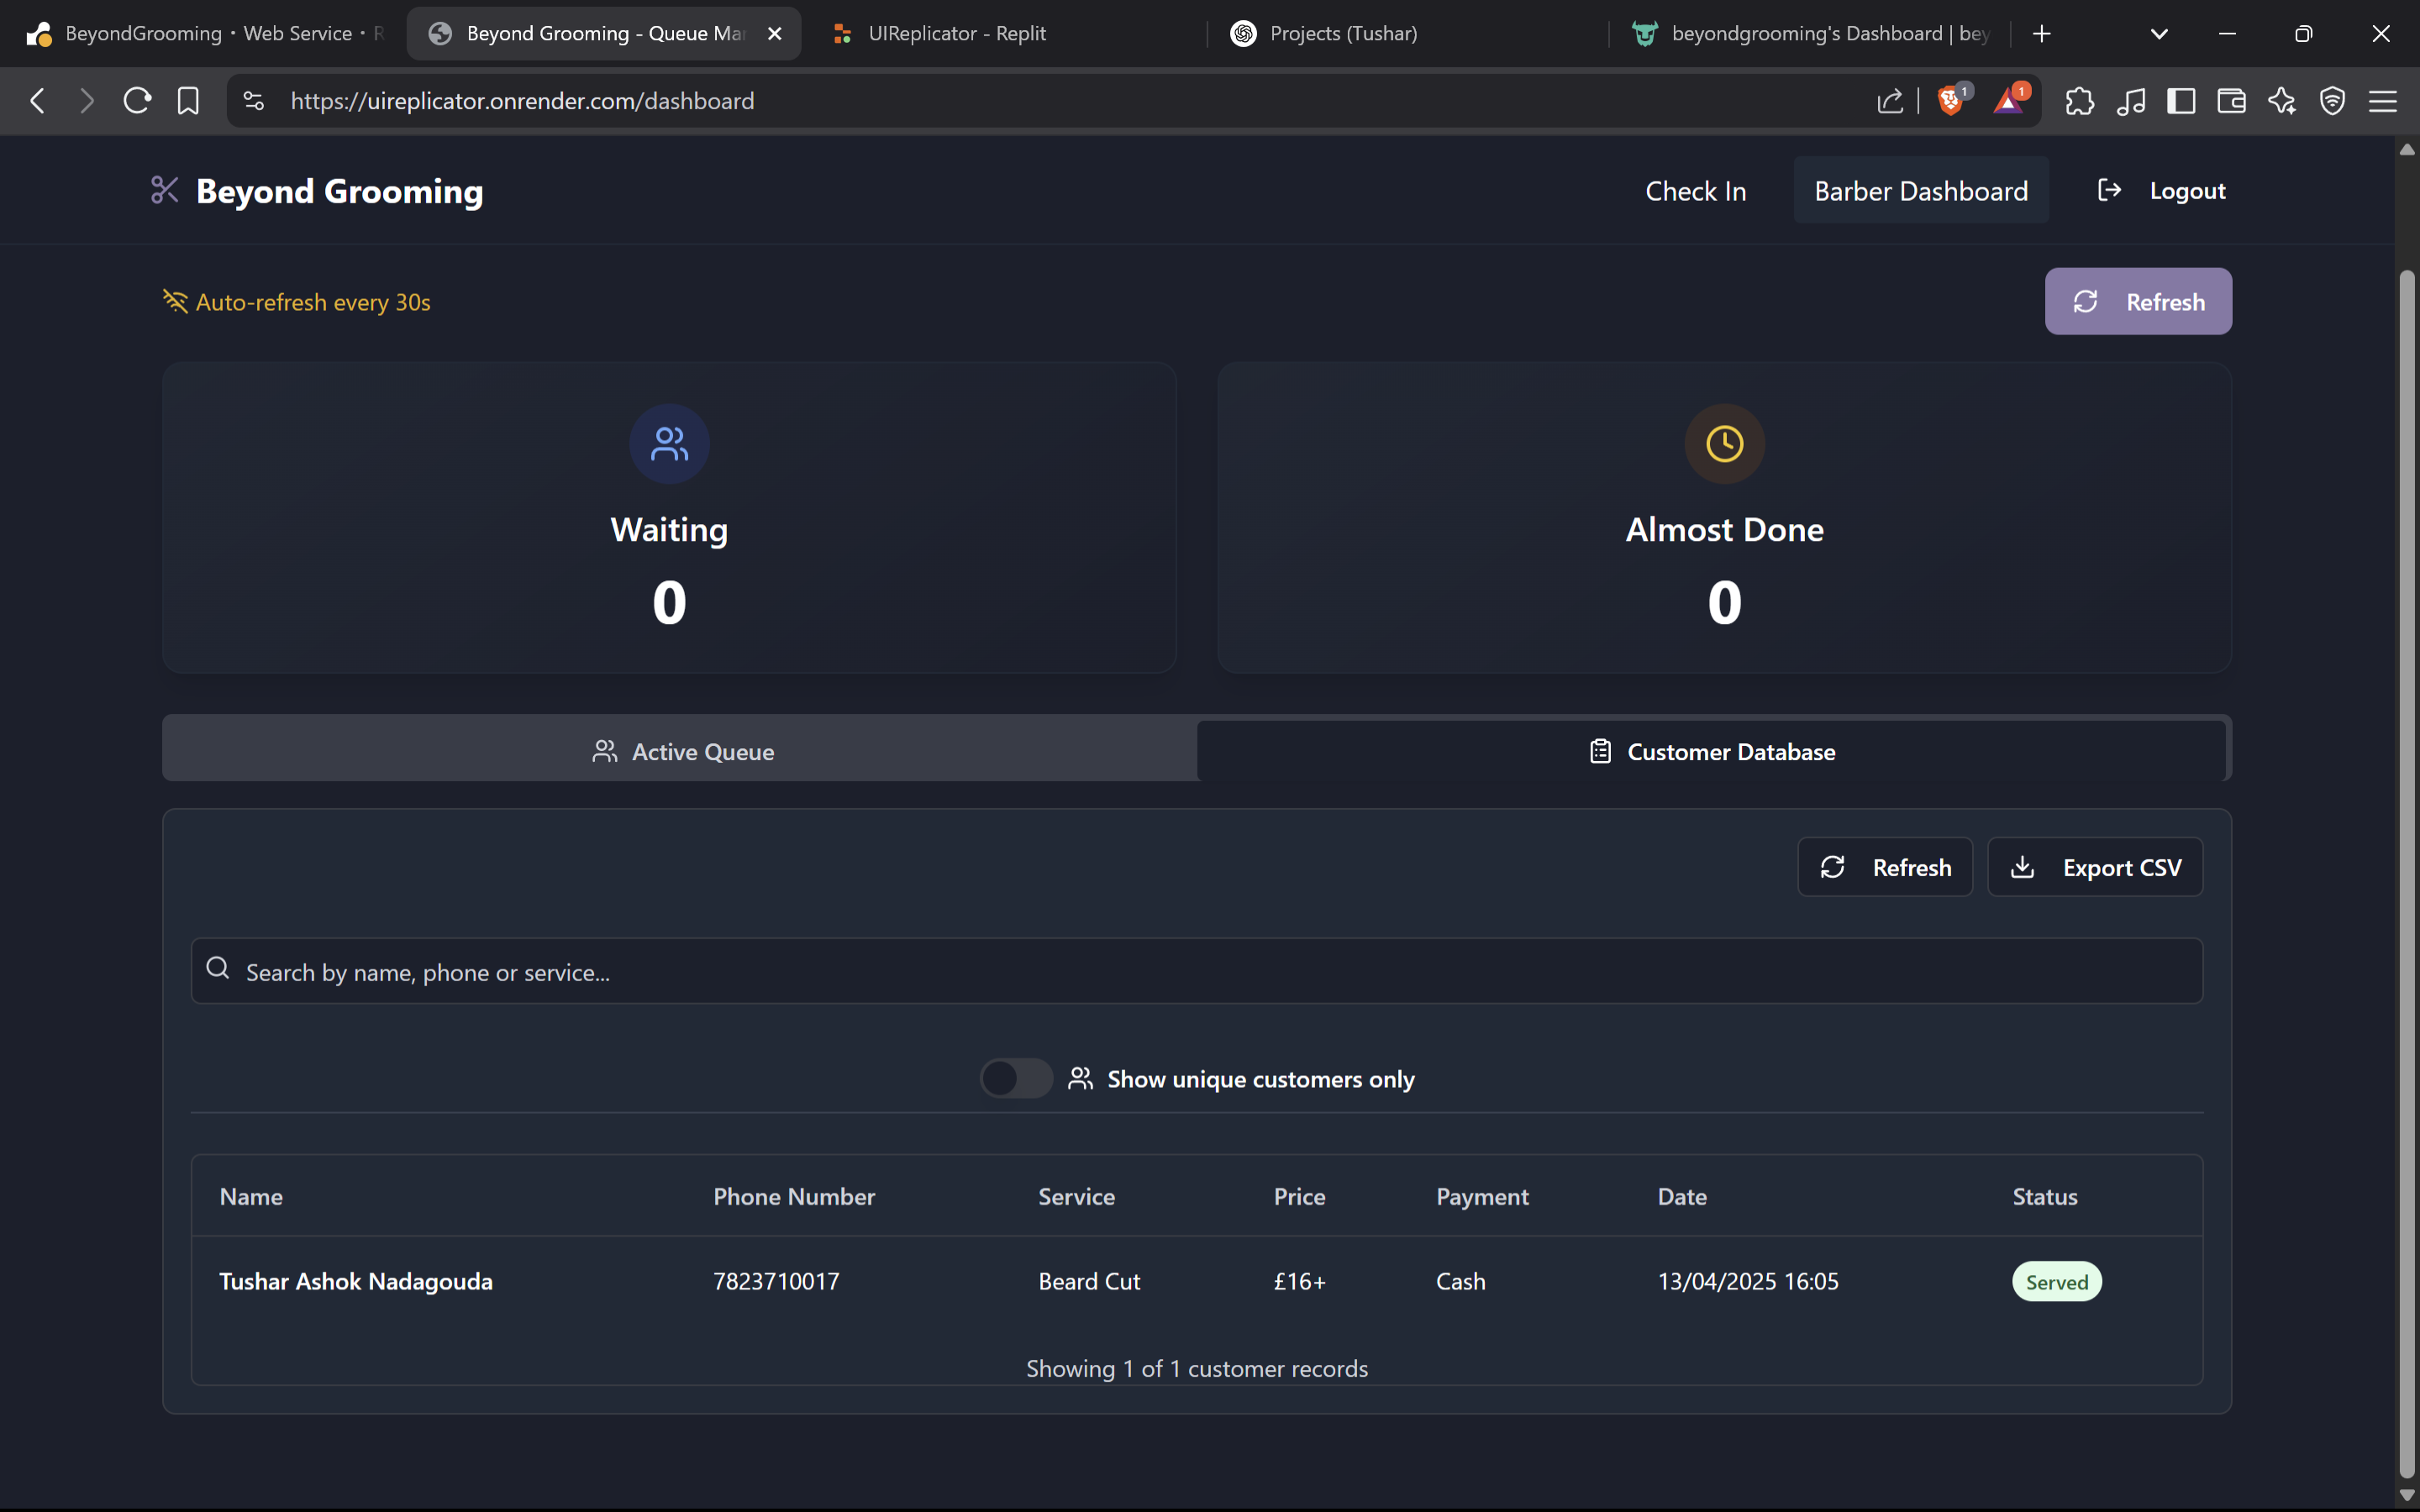 BeyondGrooming · Web Service ·
Beyond Grooming - Queue
UIReplicator - Replit
Projects (Tushar)
beyondgrooming's Dashboard |
https://uireplicator.onrender.com/dashboard
1
1
Beyond Grooming
Check In
Barber Dashboard
Logout
Auto-refresh every 30s
Refresh
Waiting
0
Almost Done
0
Active Queue
Customer Database
Refresh
Export CSV
Search by name, phone or service...
Show unique customers only
Name Phone Number Service Price Payment Date Status
Tushar Ashok Nadagouda 7823710017 Beard Cut £16+ Cash 13/04/2025 16:05 Served
Showing 1 of 1 customer records